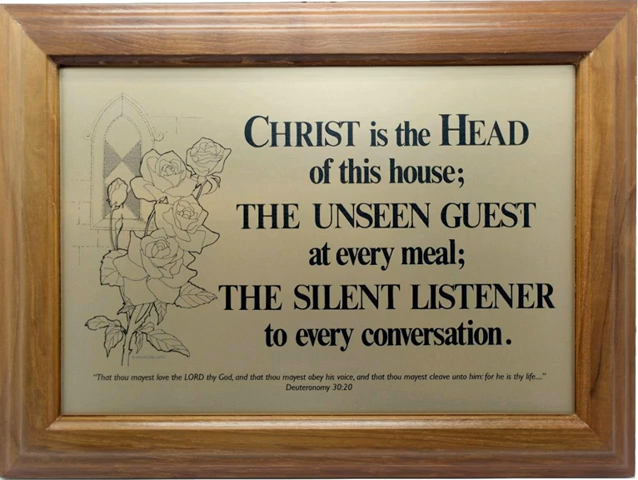 CHRIST is the HEAD
of this house;
THE UNSEEN GUEST
at every meal;
THE SILENT LISTENER
to every conversation.
"That thou mayest love the LORD thy God, and that thou mayest obey his voice, and that thou mayest cleave unto him: for he is thy life...."
Deuteronomy 30:20